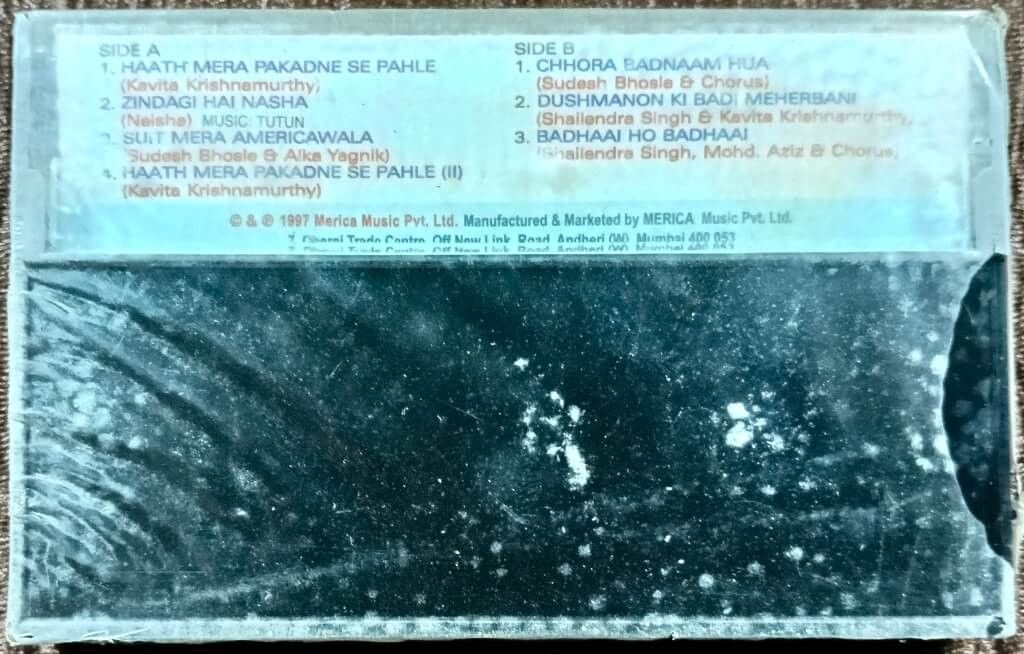 SIDE A
1. HAATH MERA PAKADNE SE PAHLE
(Kavita Krishnamurthy)
2. ZINDAGI HAI NASHA
(Neisha) MUSIC: TUTUN
3. SUIT MERA AMERICAWALA
(Sudesh Bhosle & Alka Yagnik)
4. HAATH MERA PAKADNE SE PAHLE (II)
(Kavita Krishnamurthy)
SIDE B
1. CHHORA BADNAAM HUA
(Sudesh Bhosle & Chorus)
2. DUSHMANON KI BADI MEHERBANI
(Shailendra Singh & Kavita Krishnamurthy)
3. BADHAAI HO BADHAAI
(Shailendra Singh, Mohd. Aziz & Chorus)
© & ℗ 1997 Merica Music Pvt. Ltd. Manufactured & Marketed by MERICA Music Pvt. Ltd.
Trade Centre, Off New Link Road, Andheri (W), Mumbai 400 053